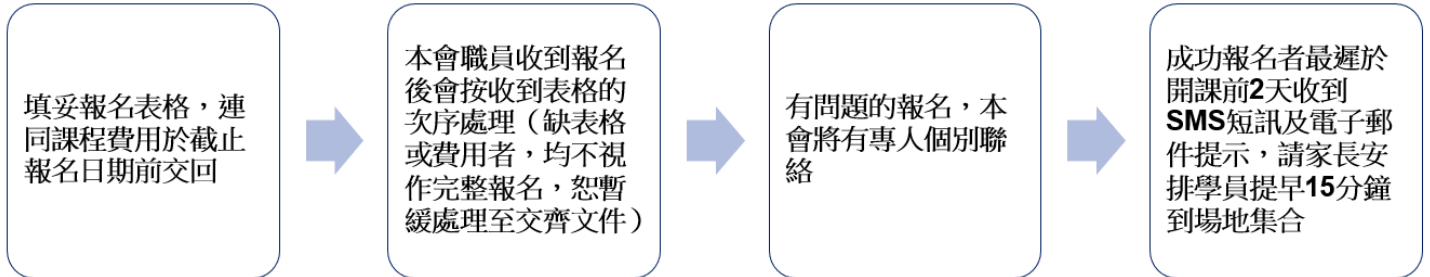 填妥報名表格，連
同課程費用於截止
報名日期前交回
本會職員收到報名
後會按收到表格的
次序處理（缺表格
或費用者，均不視
作完整報名，恕暫
緩處理至交齊文件）
有問題的報名，本
會將有專人個別聯
絡
成功報名者最遲於
開課前2天收到
SMS短訊及電子郵
件提示，請家長安
排學員提早15分鐘
到場地集合